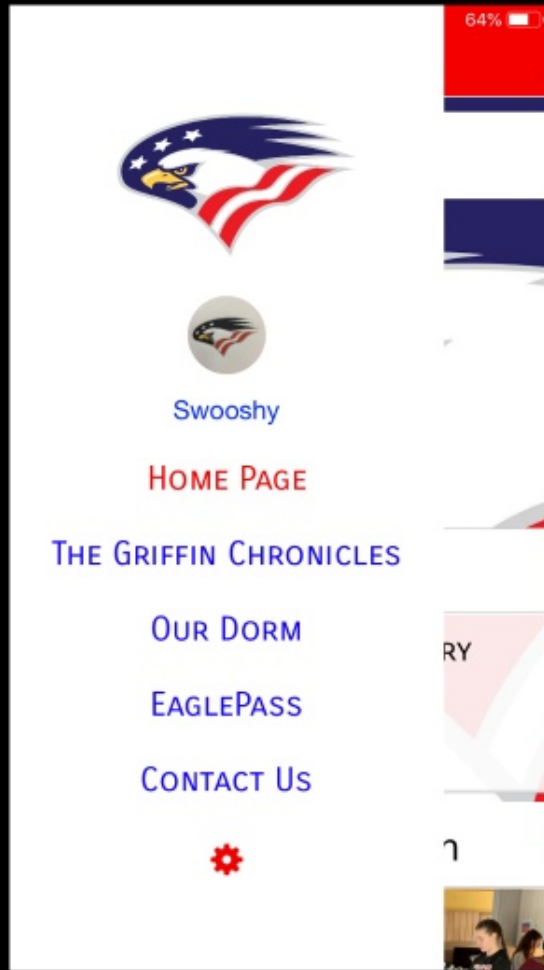 64%
Swooshy
HOME PAGE
THE GRIFFIN CHRONICLES
RY
OUR DORM
EAGLEPASS
CONTACT US
n